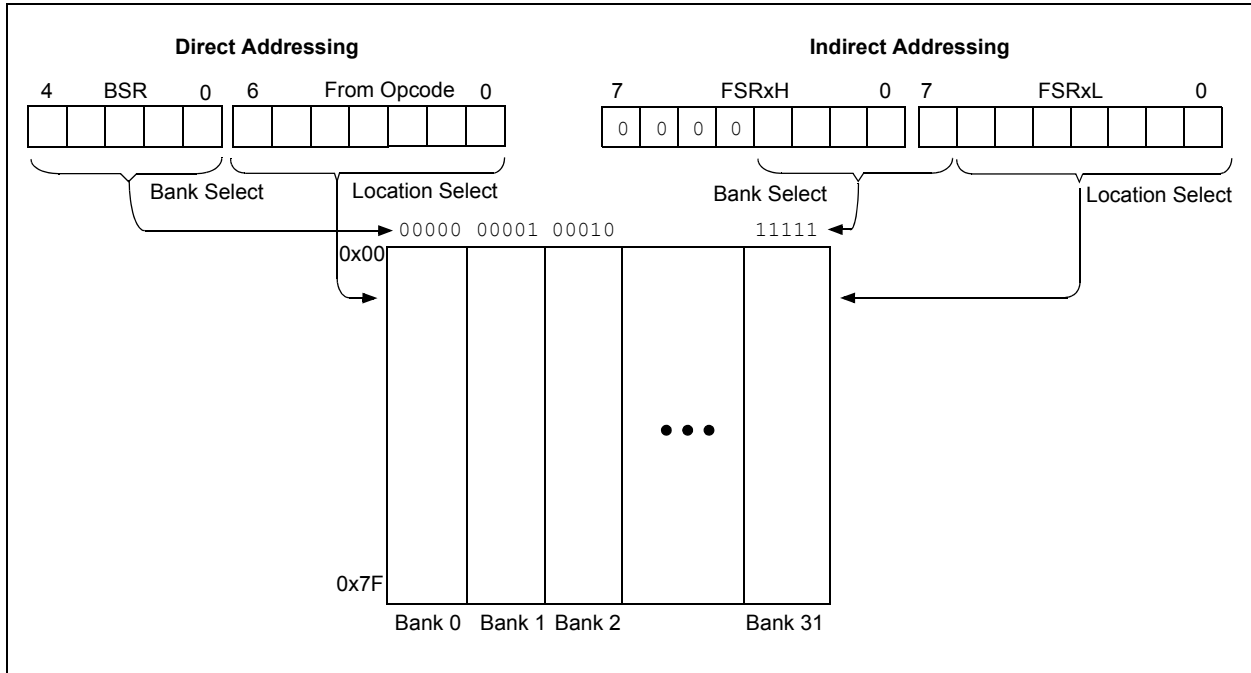 Direct Addressing
Indirect Addressing
4 BSR 0 6 From Opcode 0
7 FSRxH 0 7 FSRxL 0
0 0 0 0
Bank Select
Location Select
Bank Select
Location Select
00000 00001 00010 11111
0x00
0x7F
Bank 0 Bank 1 Bank 2 Bank 31